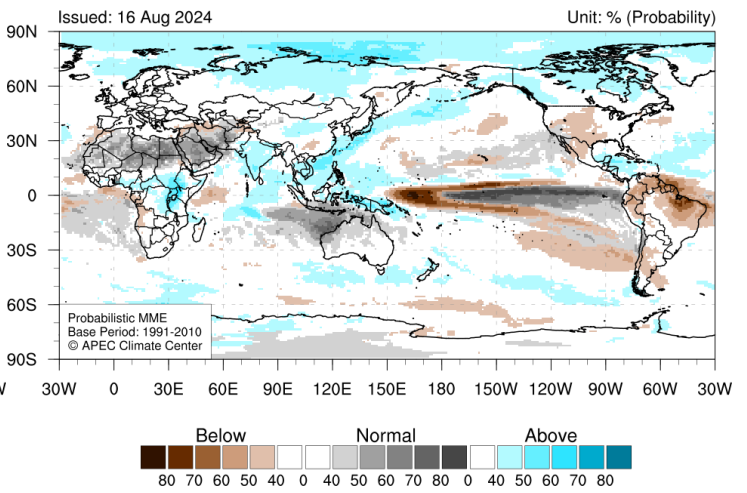 Issued: 16 Aug 2024 Unit: % (Probability)
90N
60N
30N
0
30S
60S
90S
Probabilistic MME
Base Period: 1991-2010
© APEC Climate Center
W 30W 0 30E 60E 90E 120E 150E 180 150W 120W 90W 60W 30W
Below Normal Above
80 70 60 50 40 0 40 50 60 70 80 0 40 50 60 70 80